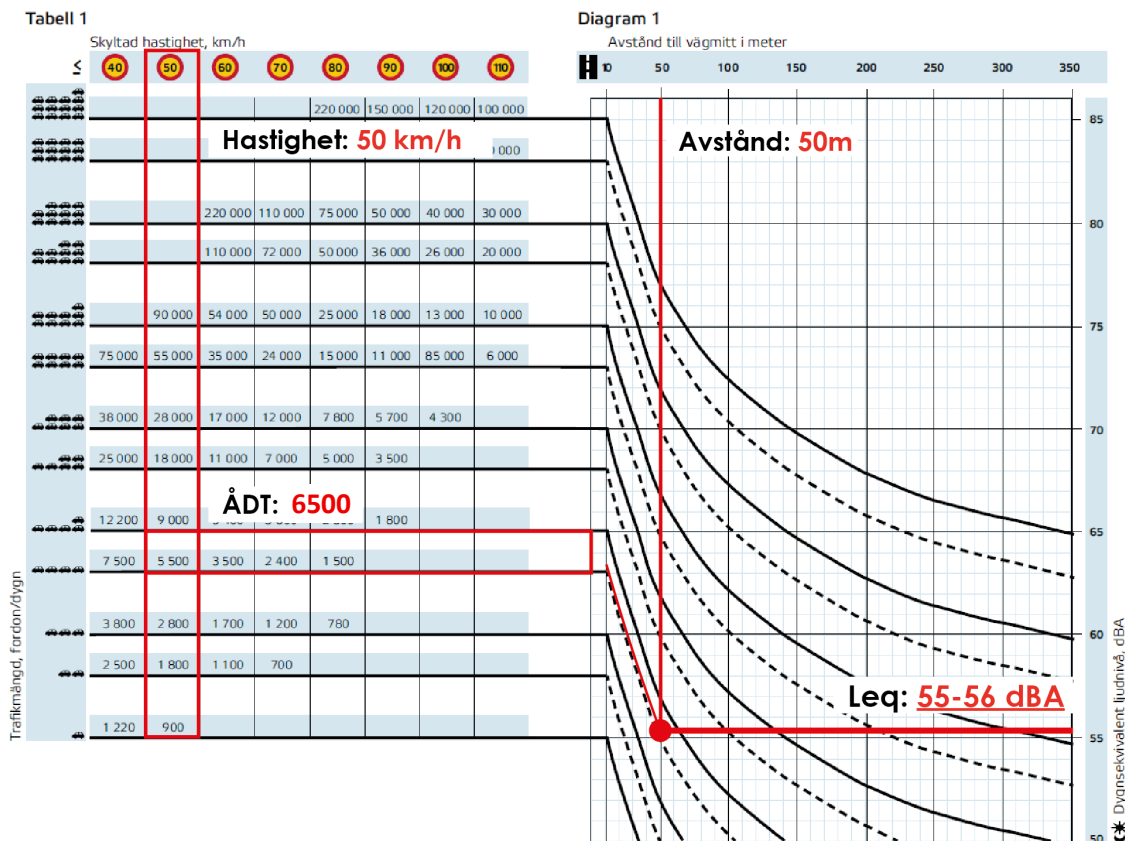 Tabell 1
Diagram 1
Skyltad hastighet, km/h
Avstånd till vägmitt i meter
≤ 40 50 60 70 80 90 100 110
10 50 100 150 200 250 300 350
220 000 150 000 120 000 100 000
85
Hastighet: 50 km/h
Avstånd: 50m
000
220 000 110 000 75 000 50 000 40 000 30 000
80
110 000 72 000 50 000 36 000 26 000 20 000
90 000 54 000 50 000 25 000 18 000 13 000 10 000
75
75 000 55 000 35 000 24 000 15 000 11 000 85 000 6 000
38 000 28 000 17 000 12 000 7 800 5 700 4 300
70
25 000 18 000 11 000 7 000 5 000 3 500
ÅDT: 6500
12 200 9 000 1 800
65
7 500 5 500 3 500 2 400 1 500
3 800 2 800 1 700 1 200 780
60
2 500 1 800 1 100 700
Leq: 55-56 dBA
1 220 900
55
50
Trafikmängd, fordon/dygn
Dygnsekvivalent ljudnivå, dBA